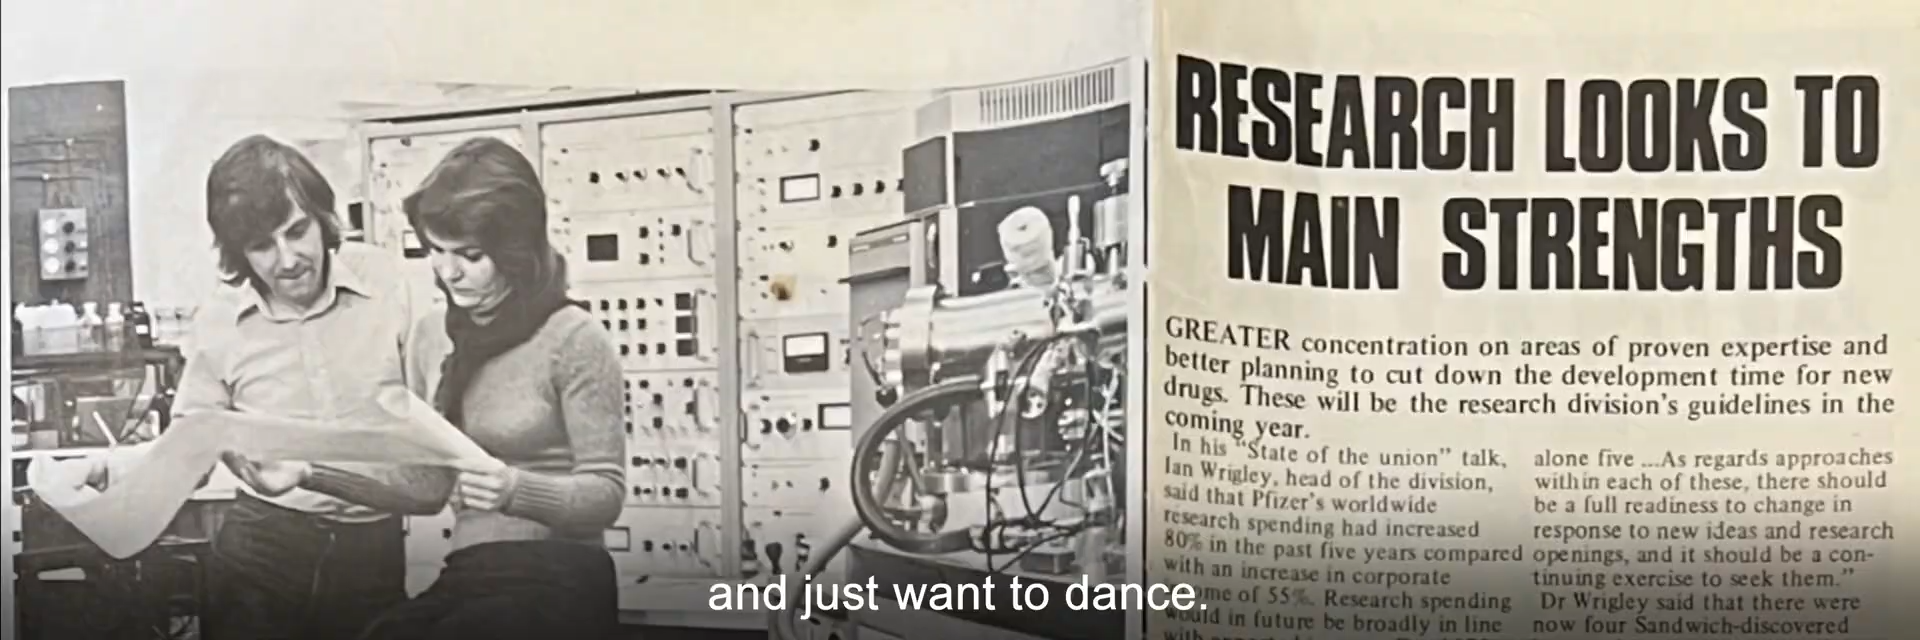 RESEARCH LOOKS TO
MAIN STRENGTHS
GREATER concentration on areas of proven expertise and
better planning to cut down the development time for new
drugs. These will be the research division's guidelines in the
coming year.
In his "State of the union" talk,
Ian Wrigley, head of the division,
said that Pfizer's worldwide
research spending had increased
80% in the past five years compared
with an increase in corporate
of 55%. Research spending
would in future be broadly in line
with
alone five ...As regards approaches
within each of these, there should
be a full readiness to change in
response to new ideas and research
openings, and it should be a con-
tinuing exercise to seek them."
Dr Wrigley said that there were
now four Sandwich-discovered
and just want to dance.